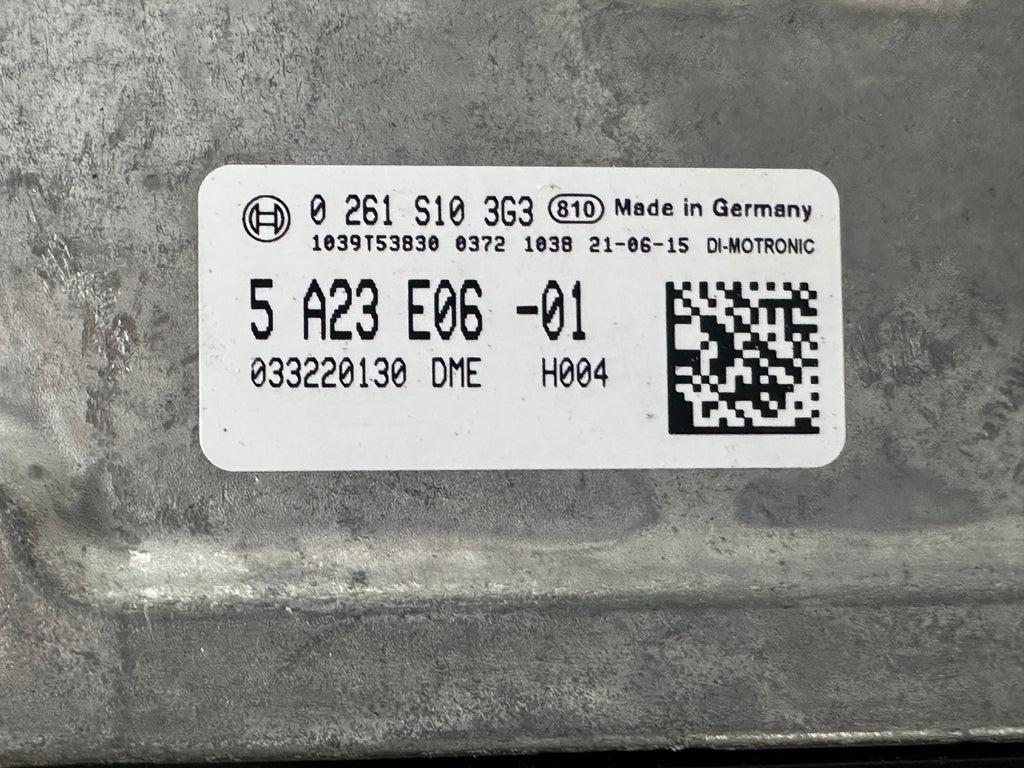 0 261 S10 3G3 810 Made in Germany
1039T53830 0372 1038 21-06-15 DI-MOTRONIC
5 A23 E06 -01
033220130 DME H004